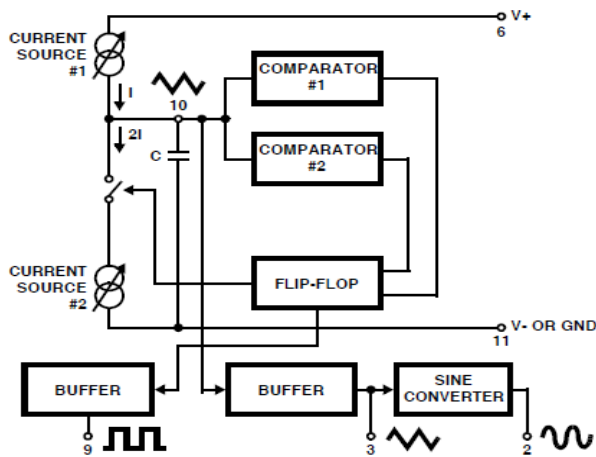 V+
6
CURRENT
SOURCE
#1
I
10
COMPARATOR
#1
2I
C
COMPARATOR
#2
CURRENT
SOURCE
#2
FLIP-FLOP
V- OR GND
11
BUFFER
BUFFER
SINE
CONVERTER
9
3
2